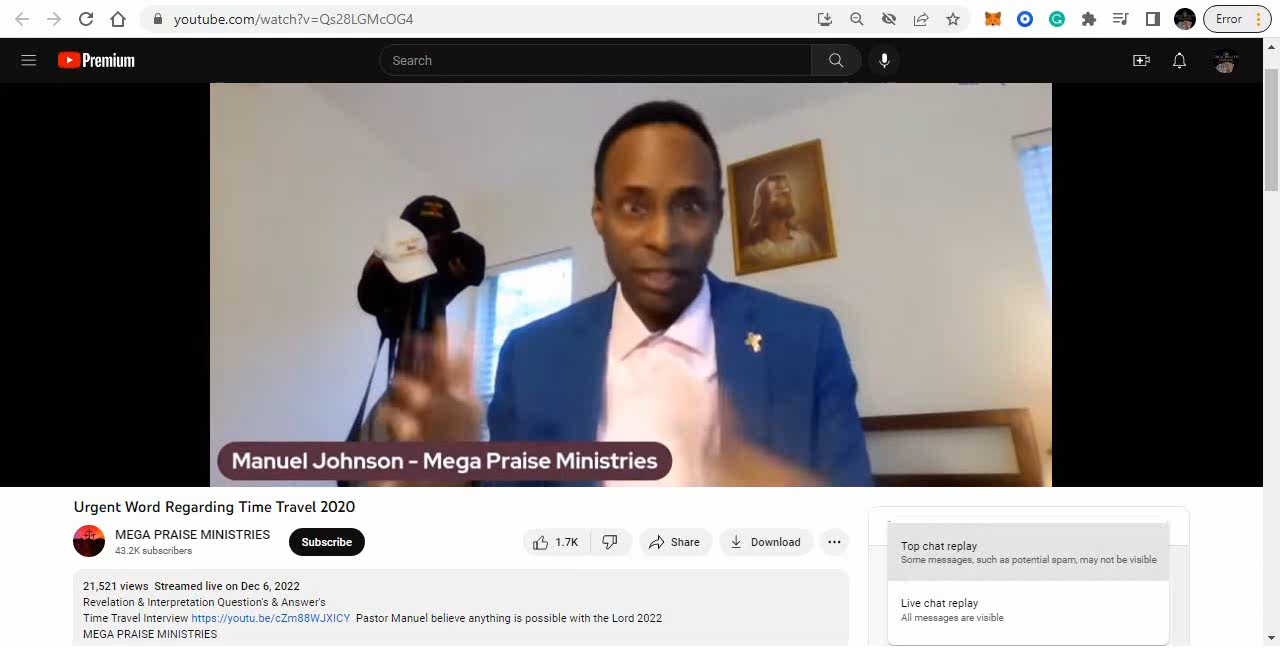 youtube.com/watch?v=Qs28LGMcOG4
Error
Premium
Search
Manuel Johnson - Mega Praise Ministries
Urgent Word Regarding Time Travel 2020
MEGA PRAISE MINISTRIES
43.2K subscribers
Subscribe
1.7K
Share
Download
21,521 views Streamed live on Dec 6, 2022
Revelation & Interpretation Question's & Answer's
Time Travel Interview https://youtu.be/cZm88WJXICY Pastor Manuel believe anything is possible with the Lord 2022
MEGA PRAISE MINISTRIES
Top chat replay
Some messages, such as potential spam, may not be visible
Live chat replay
All messages are visible